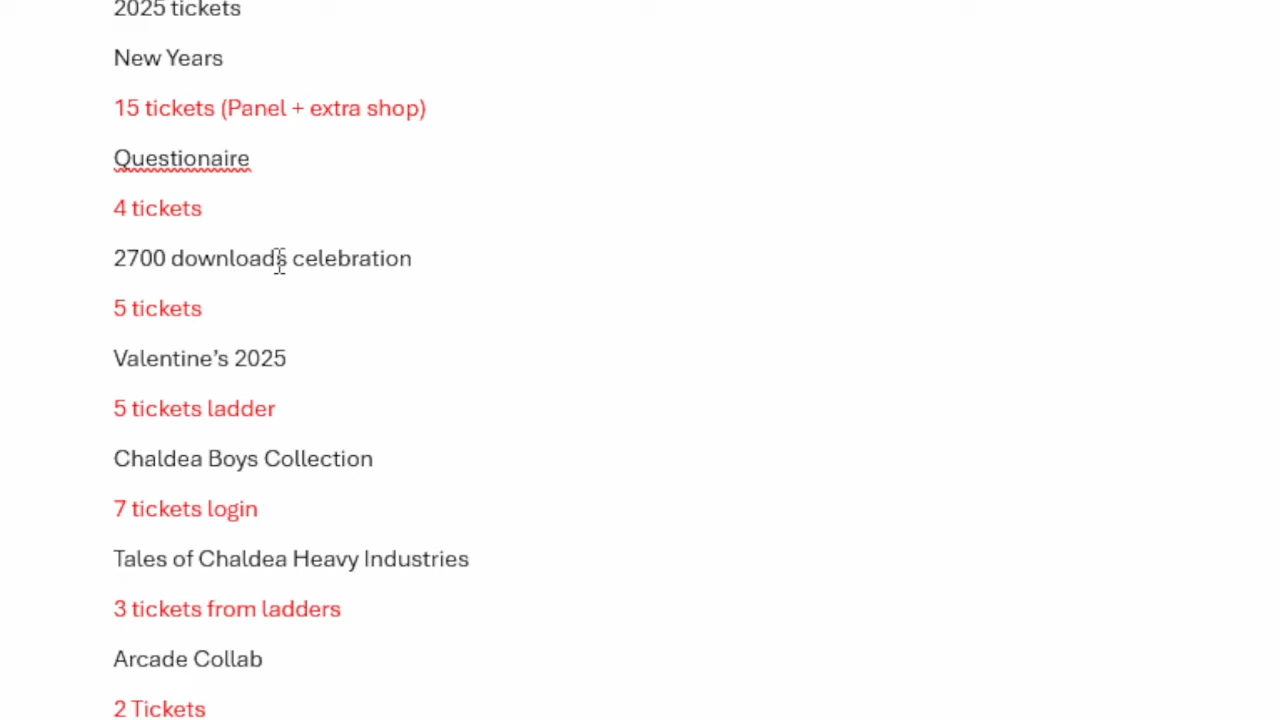 2025 tickets
New Years
15 tickets (Panel + extra shop)
Questionaire
4 tickets
2700 downloads celebration
5 tickets
Valentine’s 2025
5 tickets ladder
Chaldea Boys Collection
7 tickets login
Tales of Chaldea Heavy Industries
3 tickets from ladders
Arcade Collab
2 Tickets